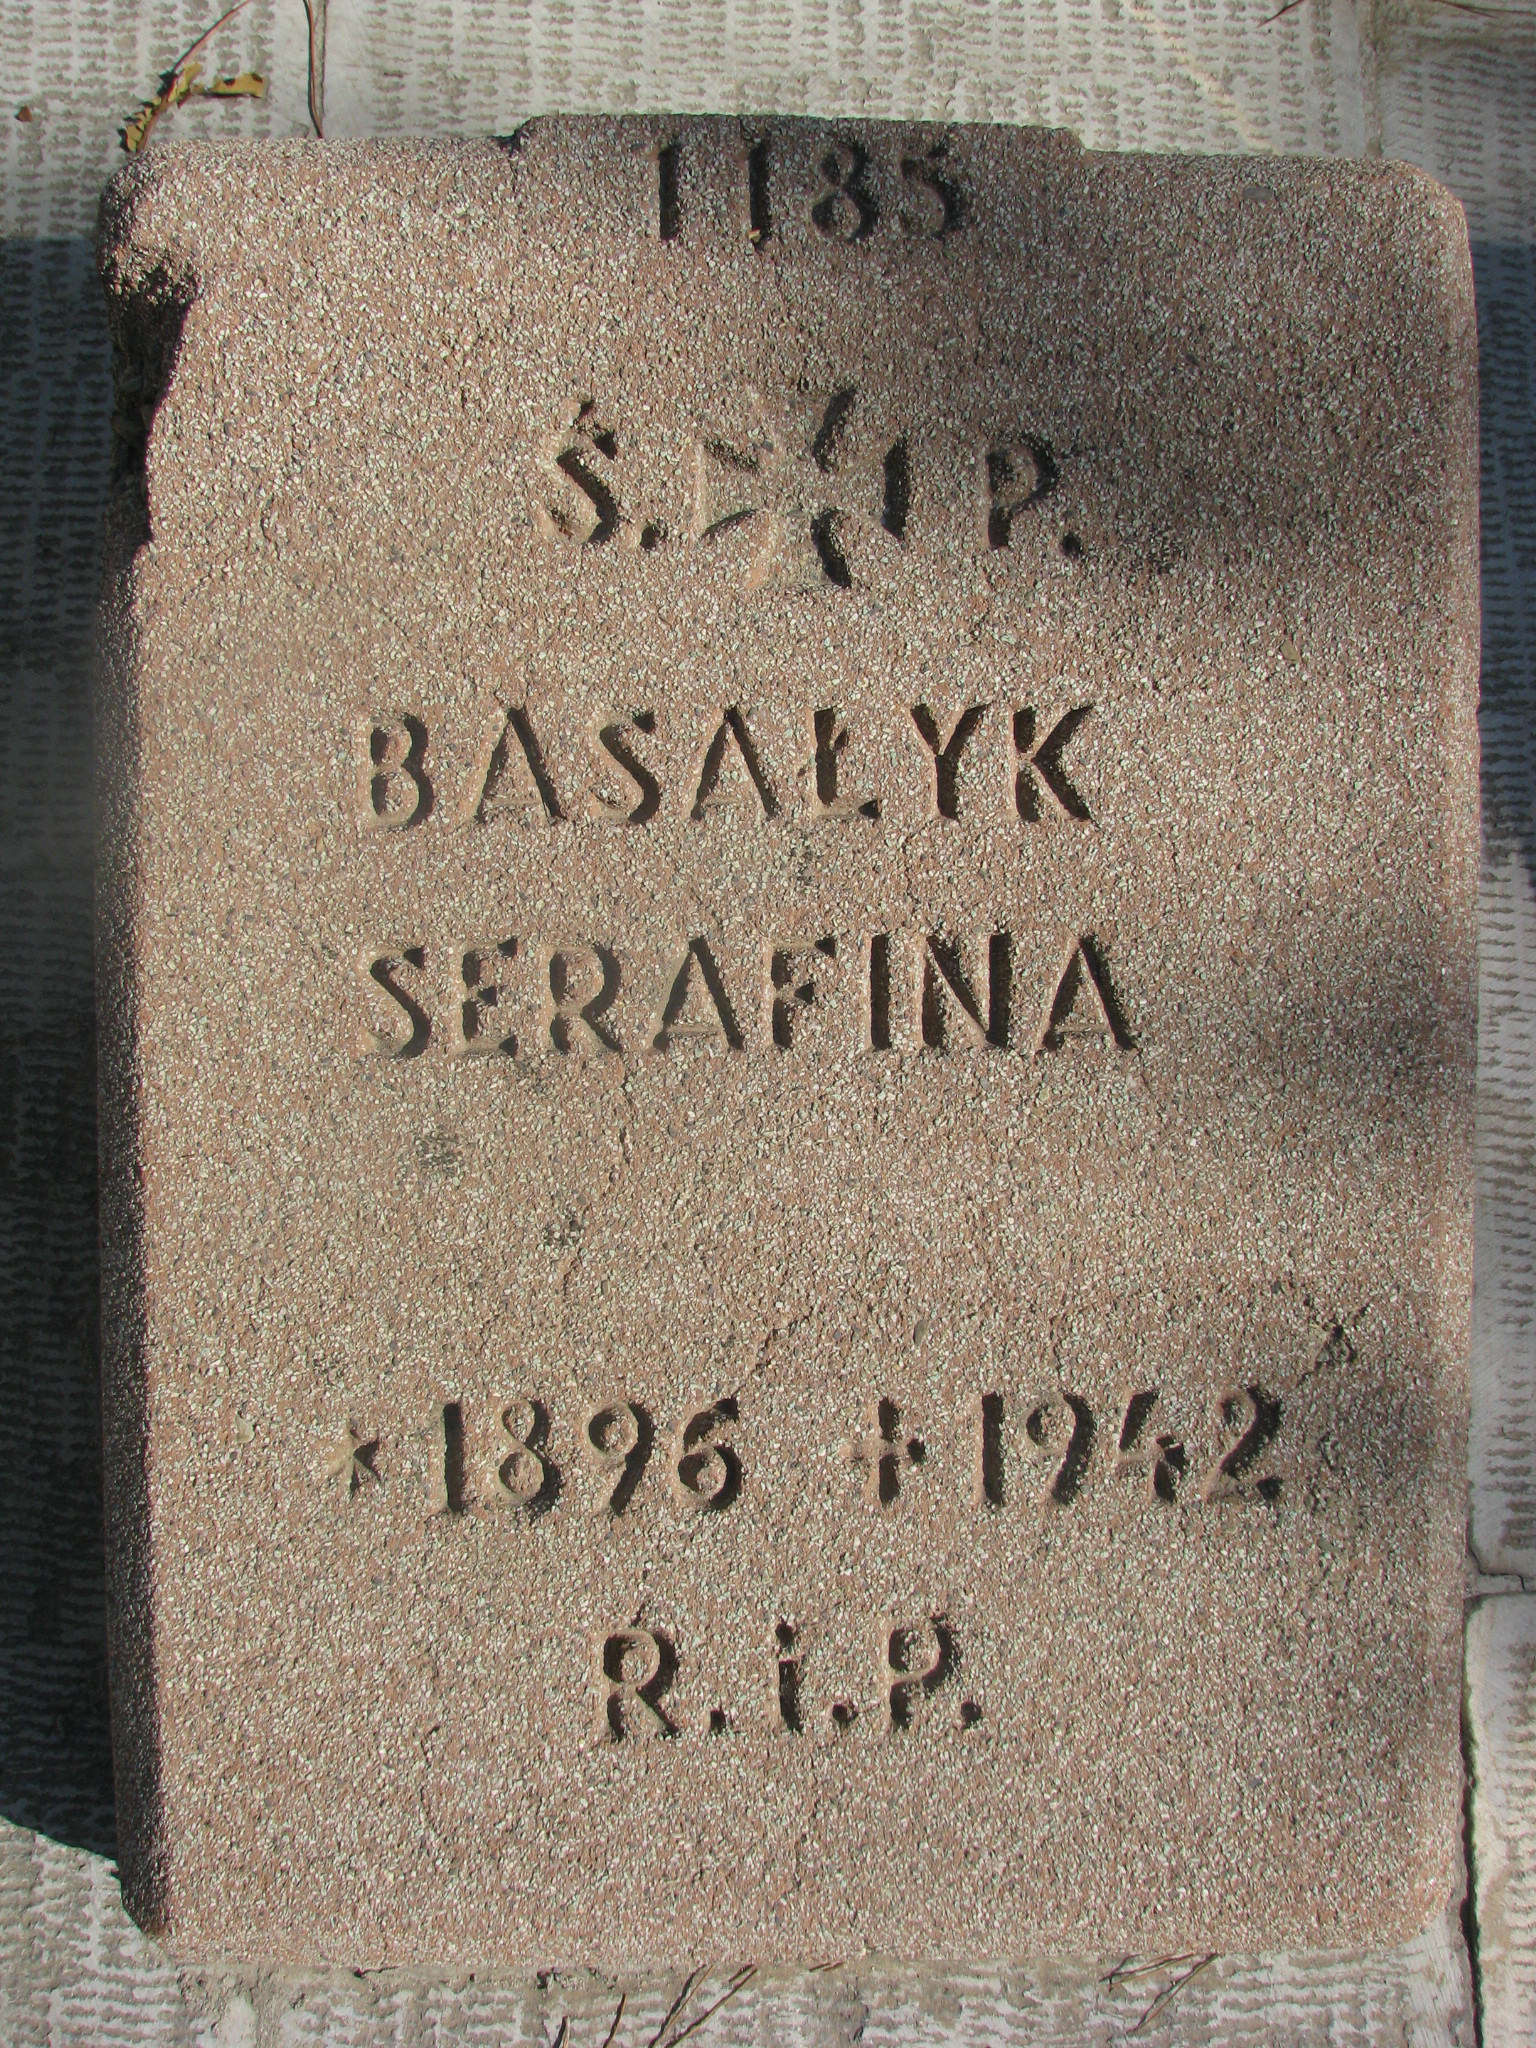 1185
Ś. P.
BASAŁYK
SERAFINA
* 1896 + 1942
R.i.P.